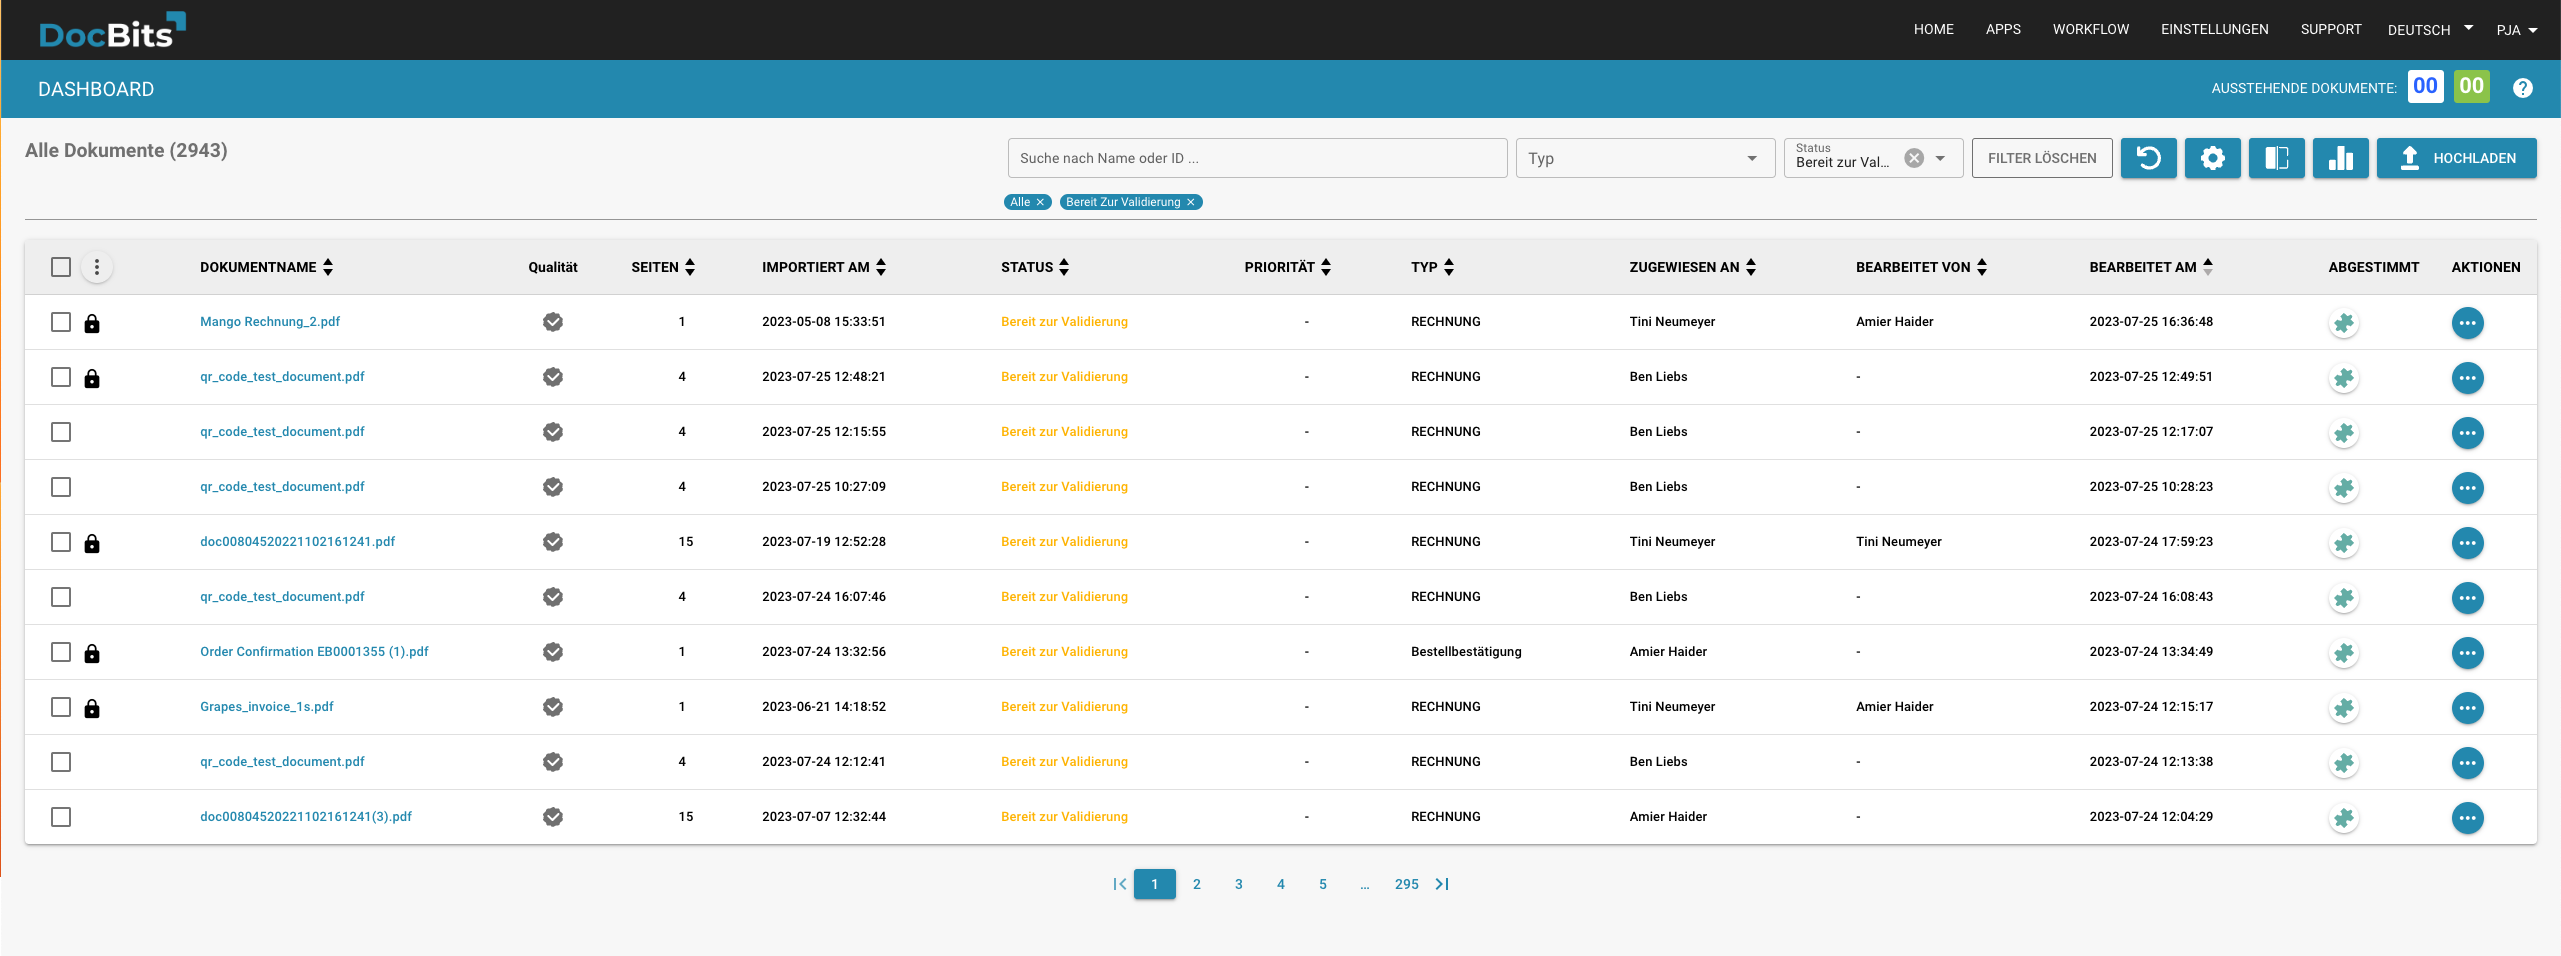 DocBits
HOME APPS WORKFLOW EINSTELLUNGEN SUPPORT DEUTSCH PJA
DASHBOARD
AUSSTEHENDE DOKUMENTE: 00 00 ?
Alle Dokumente (2943)
Suche nach Name oder ID ...
Typ
Status
Bereit zur Val...
FILTER LÖSCHEN
HOCHLADEN
Alle × Bereit Zur Validierung ×
DOKUMENTNAME Qualität SEITEN IMPORTIERT AM STATUS PRIORITÄT TYP ZUGEWIESEN AN BEARBEITET VON BEARBEITET AM ABGESTIMMT AKTIONEN
Mango Rechnung_2.pdf 1 2023-05-08 15:33:51 Bereit zur Validierung - RECHNUNG Tini Neumeyer Amier Haider 2023-07-25 16:36:48
qr_code_test_document.pdf 4 2023-07-25 12:48:21 Bereit zur Validierung - RECHNUNG Ben Liebs - 2023-07-25 12:49:51
qr_code_test_document.pdf 4 2023-07-25 12:15:55 Bereit zur Validierung - RECHNUNG Ben Liebs - 2023-07-25 12:17:07
qr_code_test_document.pdf 4 2023-07-25 10:27:09 Bereit zur Validierung - RECHNUNG Ben Liebs - 2023-07-25 10:28:23
doc00804520221102161241.pdf 15 2023-07-19 12:52:28 Bereit zur Validierung - RECHNUNG Tini Neumeyer Tini Neumeyer 2023-07-24 17:59:23
qr_code_test_document.pdf 4 2023-07-24 16:07:46 Bereit zur Validierung - RECHNUNG Ben Liebs - 2023-07-24 16:08:43
Order Confirmation EB0001355 (1).pdf 1 2023-07-24 13:32:56 Bereit zur Validierung - Bestellbestätigung Amier Haider - 2023-07-24 13:34:49
Grapes_invoice_1s.pdf 1 2023-06-21 14:18:52 Bereit zur Validierung - RECHNUNG Tini Neumeyer Amier Haider 2023-07-24 12:15:17
qr_code_test_document.pdf 4 2023-07-24 12:12:41 Bereit zur Validierung - RECHNUNG Ben Liebs - 2023-07-24 12:13:38
doc00804520221102161241(3).pdf 15 2023-07-07 12:32:44 Bereit zur Validierung - RECHNUNG Amier Haider - 2023-07-24 12:04:29
1 2 3 4 5 ... 295